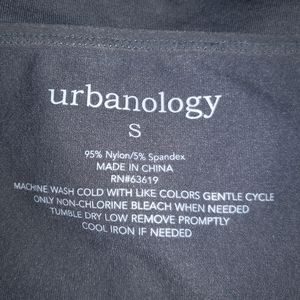 urbanology
S
95% Nylon/5% Spandex
MADE IN CHINA
RN#63619
MACHINE WASH COLD WITH LIKE COLORS GENTLE CYCLE
ONLY NON-CHLORINE BLEACH WHEN NEEDED
TUMBLE DRY LOW REMOVE PROMPTLY
COOL IRON IF NEEDED